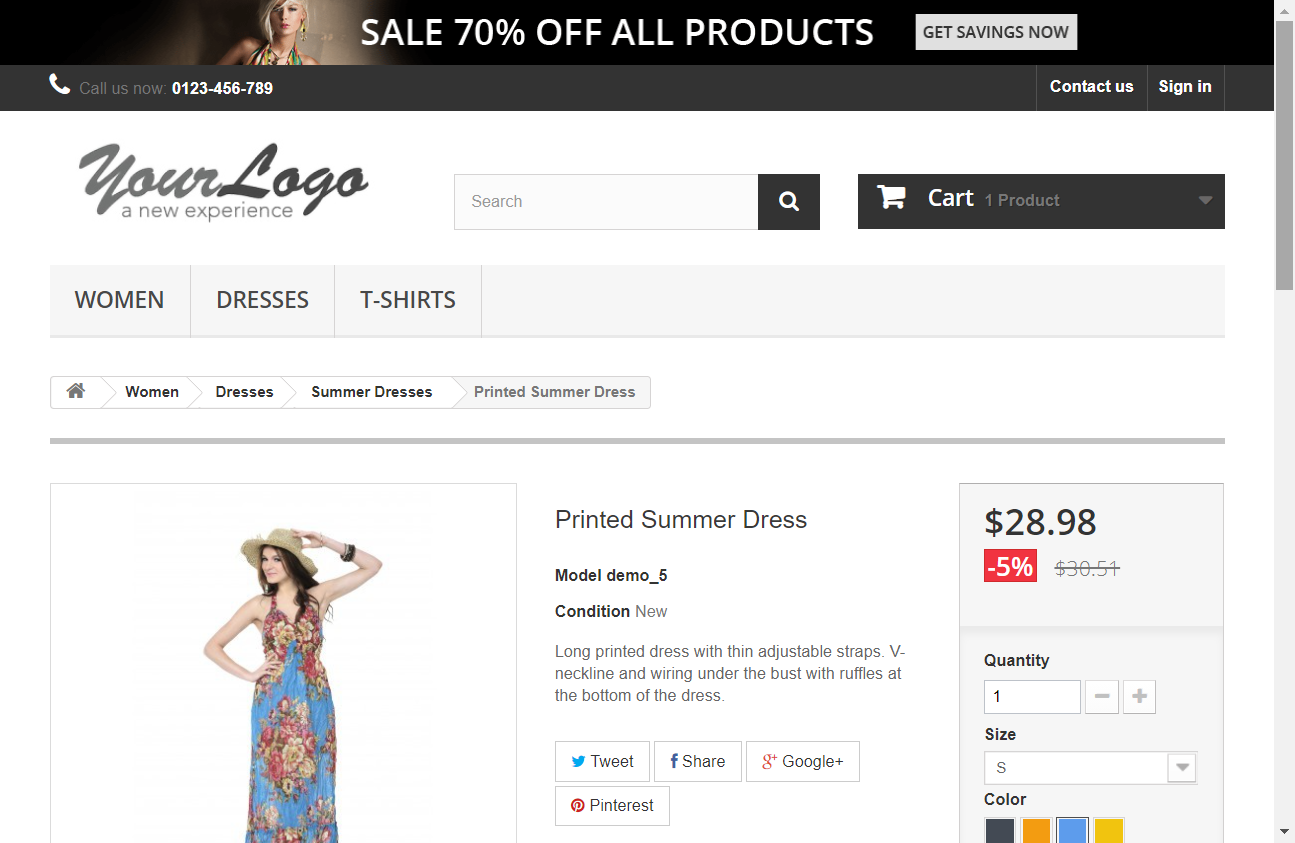 SALE 70% OFF ALL PRODUCTS
GET SAVINGS NOW
Call us now: 0123-456-789
Contact us
Sign in
Your Logo
a new experience
Search
Cart 1 Product
WOMEN
DRESSES
T-SHIRTS
Women
Dresses
Summer Dresses
Printed Summer Dress
Printed Summer Dress
Model demo_5
Condition New
Long printed dress with thin adjustable straps. V-
neckline and wiring under the bust with ruffles at
the bottom of the dress.
Tweet
Share
Google+
Pinterest
$28.98
-5% $30.51
Quantity
1
Size
S
Color